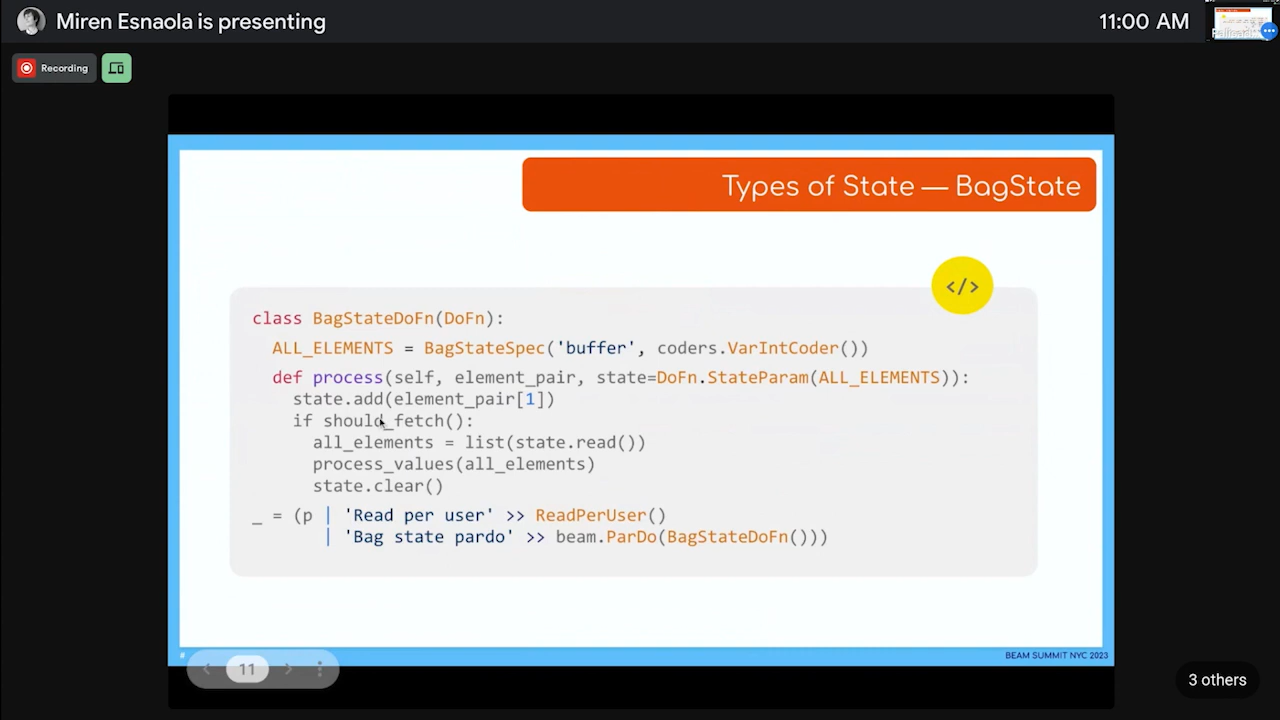 Miren Esnaola is presenting
11:00 AM
Recording
Types of State — BagState
</>
class BagStateDoFn(DoFn):
ALL_ELEMENTS = BagStateSpec('buffer', coders.VarIntCoder())
def process(self, element_pair, state=DoFn.StateParam(ALL_ELEMENTS)):
state.add(element_pair[1])
if should_fetch():
all_elements = list(state.read())
process_values(all_elements)
state.clear()
_ = (p | 'Read per user' >> ReadPerUser()
| 'Bag state pardo' >> beam.ParDo(BagStateDoFn()))
#
BEAM SUMMIT NYC 2023
11
3 others